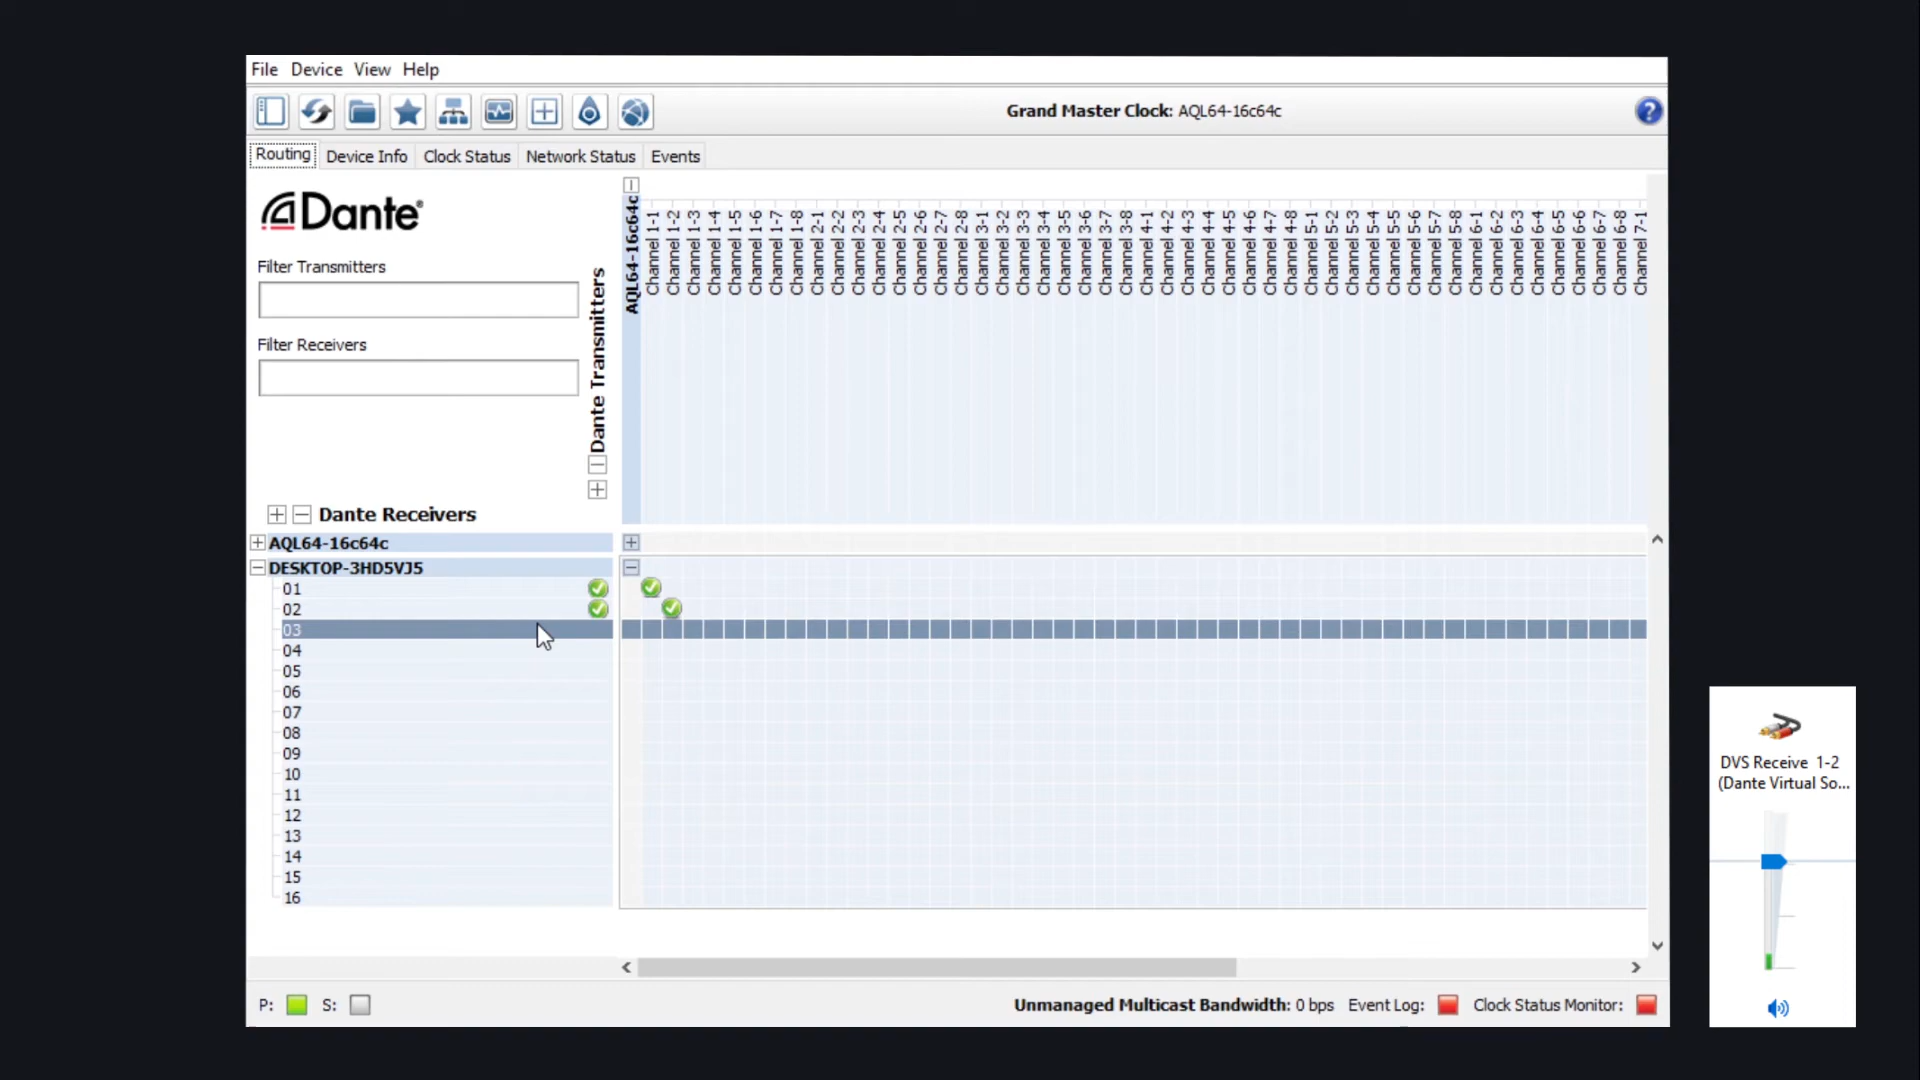 File Device View Help
Grand Master Clock: AQL64-16c64c
Routing Device Info Clock Status Network Status Events
Dante
Filter Transmitters
Filter Receivers
Dante Transmitters
AQL64-16c64c
Channel 1-1
Channel 1-2
Channel 1-3
Channel 1-4
Channel 1-5
Channel 1-6
Channel 1-7
Channel 1-8
Channel 2-1
Channel 2-2
Channel 2-3
Channel 2-4
Channel 2-5
Channel 2-6
Channel 2-7
Channel 2-8
Channel 3-1
Channel 3-2
Channel 3-3
Channel 3-4
Channel 3-5
Channel 3-6
Channel 3-7
Channel 3-8
Channel 4-1
Channel 4-2
Channel 4-3
Channel 4-4
Channel 4-5
Channel 4-6
Channel 4-7
Channel 4-8
Channel 5-1
Channel 5-2
Channel 5-3
Channel 5-4
Channel 5-5
Channel 5-6
Channel 5-7
Channel 5-8
Channel 6-1
Channel 6-2
Channel 6-3
Channel 6-4
Channel 6-5
Channel 6-6
Channel 6-7
Channel 6-8
Channel 7-1
Dante Receivers
AQL64-16c64c
DESKTOP-3HD5VJ5
01
02
03
04
05
06
07
08
09
10
11
12
13
14
15
16
P: S:
Unmanaged Multicast Bandwidth: 0 bps Event Log: Clock Status Monitor:
DVS Receive 1-2
(Dante Virtual So...